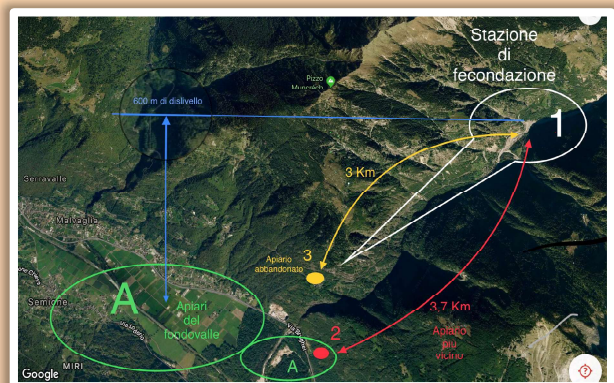 Stazione
di
fecondazione
1
Pizzo
600 m di dislivello
3 Km
Serravalle
Malvaglia
3
Apiario
abbandonato
A
Apiari
del
fondovalle
Semione
3,7 Km
Apiario
più
vicino
2
A
MIRI
Google